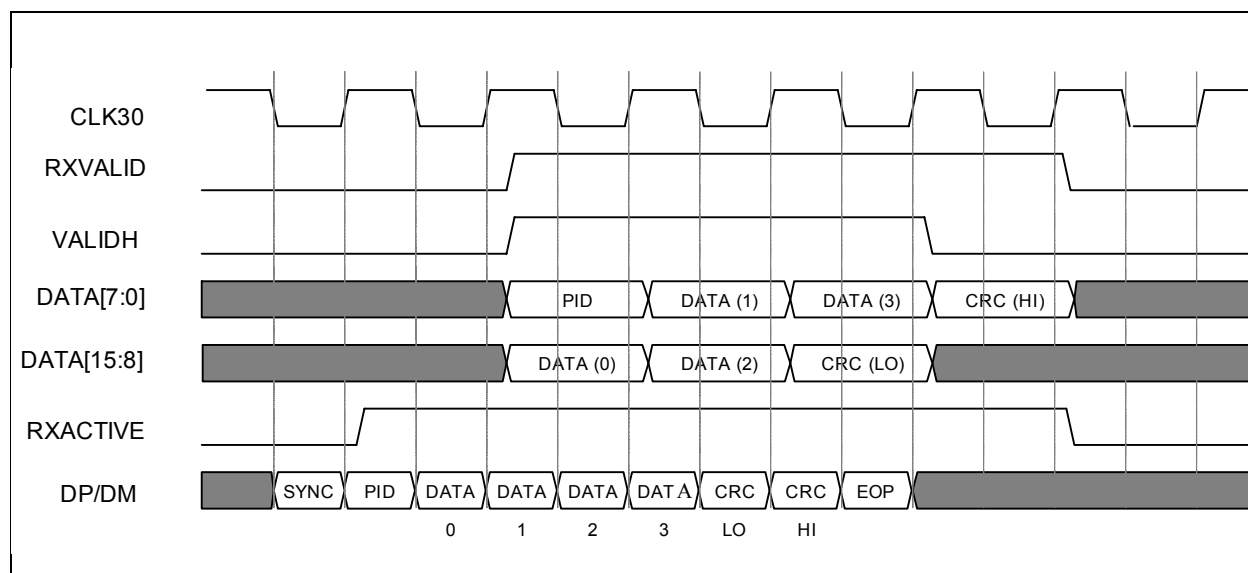 CLK30
RXVALID
VALIDH
DATA[7:0] PID DATA (1) DATA (3) CRC (HI)
DATA[15:8] DATA (0) DATA (2) CRC (LO)
RXACTIVE
DP/DM SYNC PID DATA DATA DATA DATA CRC CRC EOP
0 1 2 3 LO HI